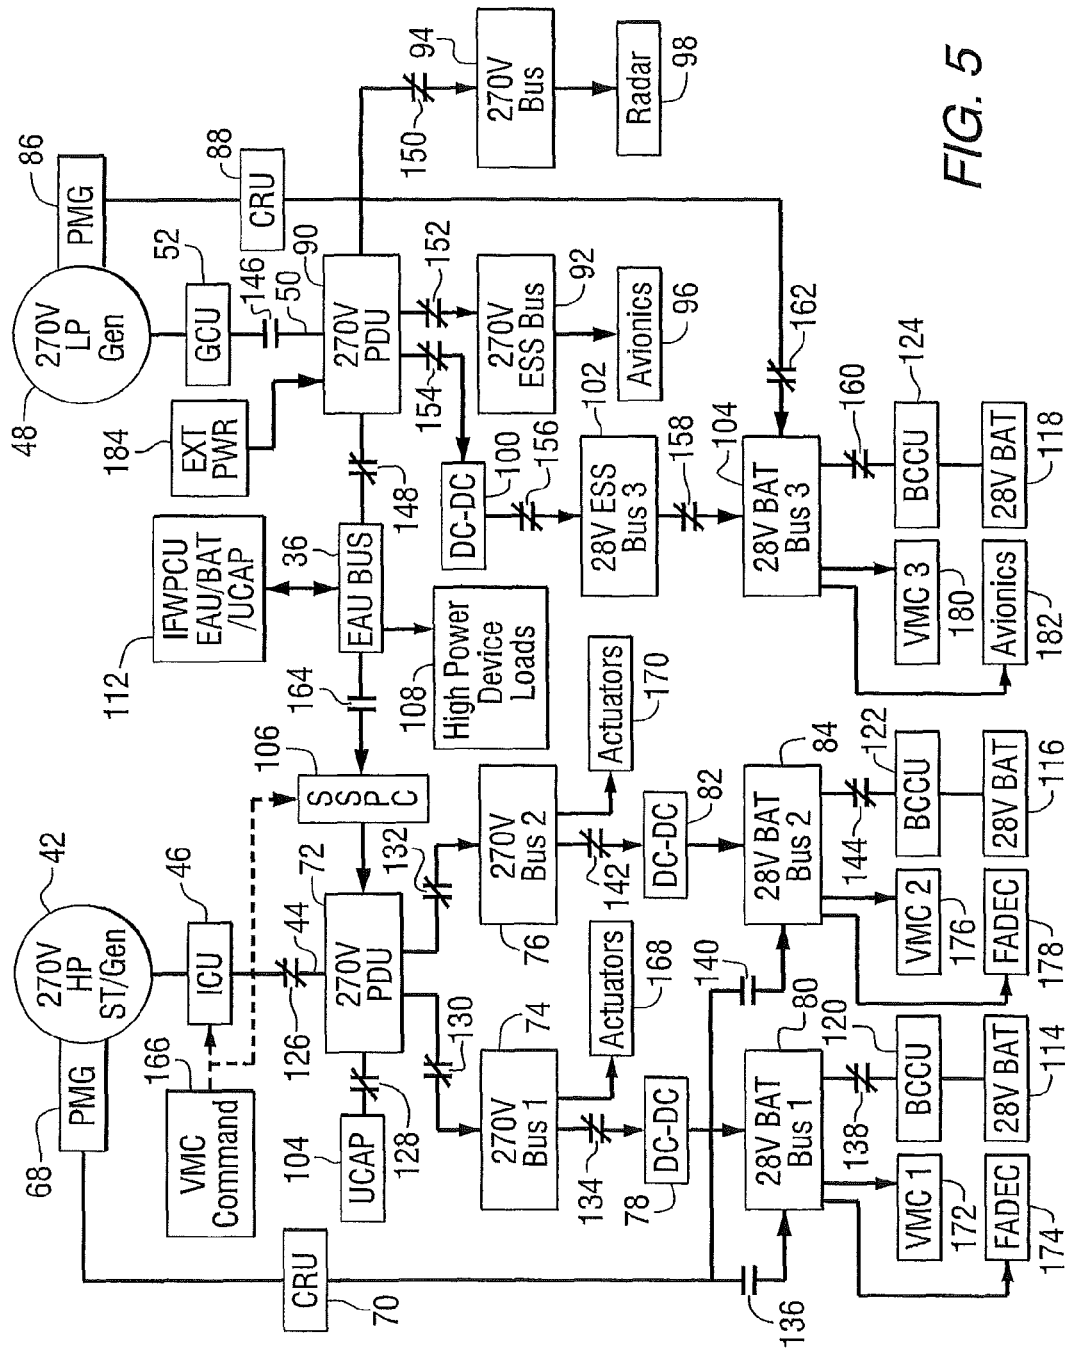 42
270V
HP
ST/Gen
PMG
68
166
VMC
Command
46
ICU
44
126
72
270V
PDU
104
UCAP
128
CRU
70
106
S
S
P
C
164
132
130
74
270V
Bus 1
76
270V
Bus 2
134
142
Actuators
168
Actuators
170
DC-DC
78
DC-DC
82
136
140
28V BAT
Bus 1
80
28V BAT
Bus 2
84
138
120
BCCU
28V BAT
114
VMC 1
172
FADEC
174
144
122
BCCU
28V BAT
116
VMC 2
176
FADEC
178
112
IFWPCU
EAU/BAT
/UCAP
36
EAU BUS
108
High Power
Device
Loads
148
48
270V
LP
Gen
86
PMG
88
CRU
52
GCU
146
50
184
EXT
PWR
90
270V
PDU
150
94
270V
Bus
Radar
98
152
154
270V
ESS Bus
92
Avionics
96
DC-DC
100
156
102
28V ESS
Bus 3
158
104
28V BAT
Bus 3
162
160
124
BCCU
28V BAT
118
VMC 3
180
Avionics
182
FIG. 5